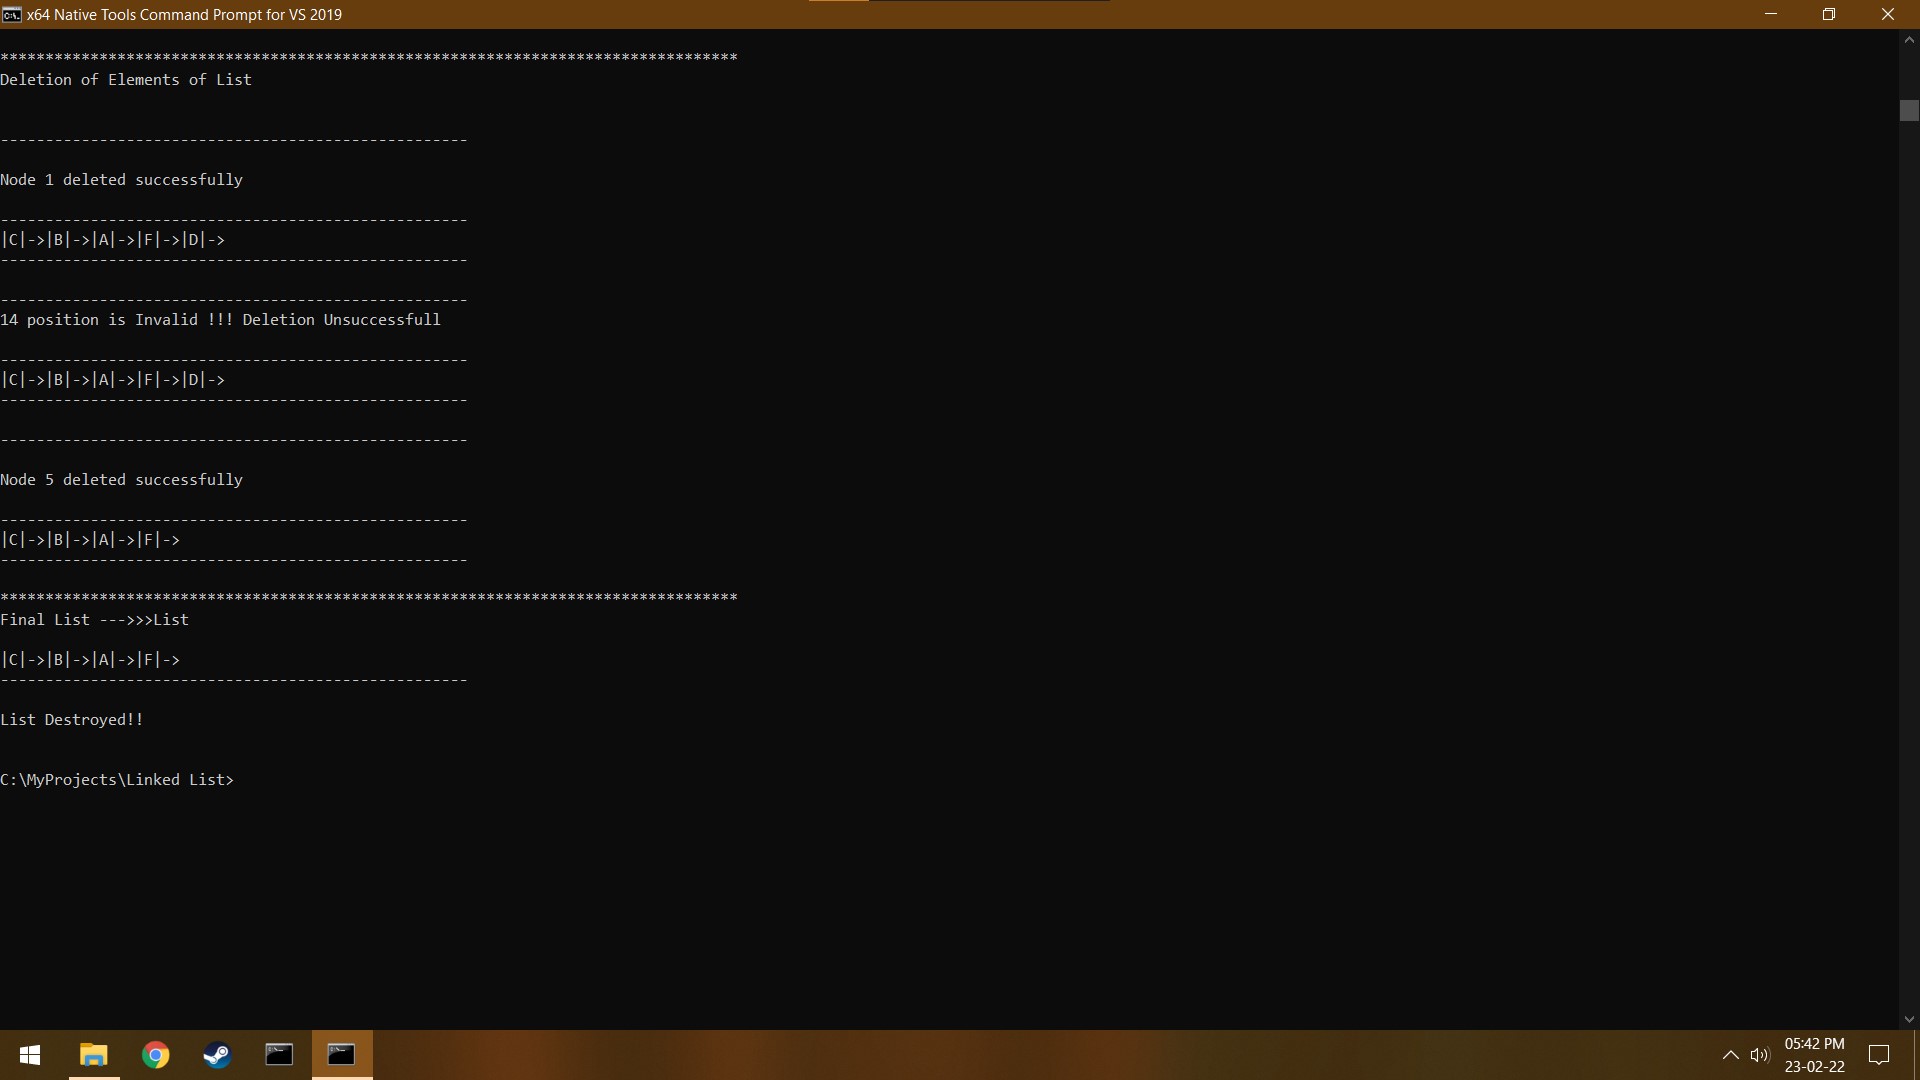 x64 Native Tools Command Prompt for VS 2019
**********************************************************************************
Deletion of Elements of List
----------------------------------------------------
Node 1 deleted successfully
----------------------------------------------------
|C|->|B|->|A|->|F|->|D|->
----------------------------------------------------
----------------------------------------------------
14 position is Invalid !!! Deletion Unsuccessfull
----------------------------------------------------
|C|->|B|->|A|->|F|->|D|->
----------------------------------------------------
----------------------------------------------------
Node 5 deleted successfully
----------------------------------------------------
|C|->|B|->|A|->|F|->
----------------------------------------------------
**********************************************************************************
Final List --->>>List
|C|->|B|->|A|->|F|->
----------------------------------------------------
List Destroyed!!
C:\MyProjects\Linked List>
05:42 PM
23-02-22